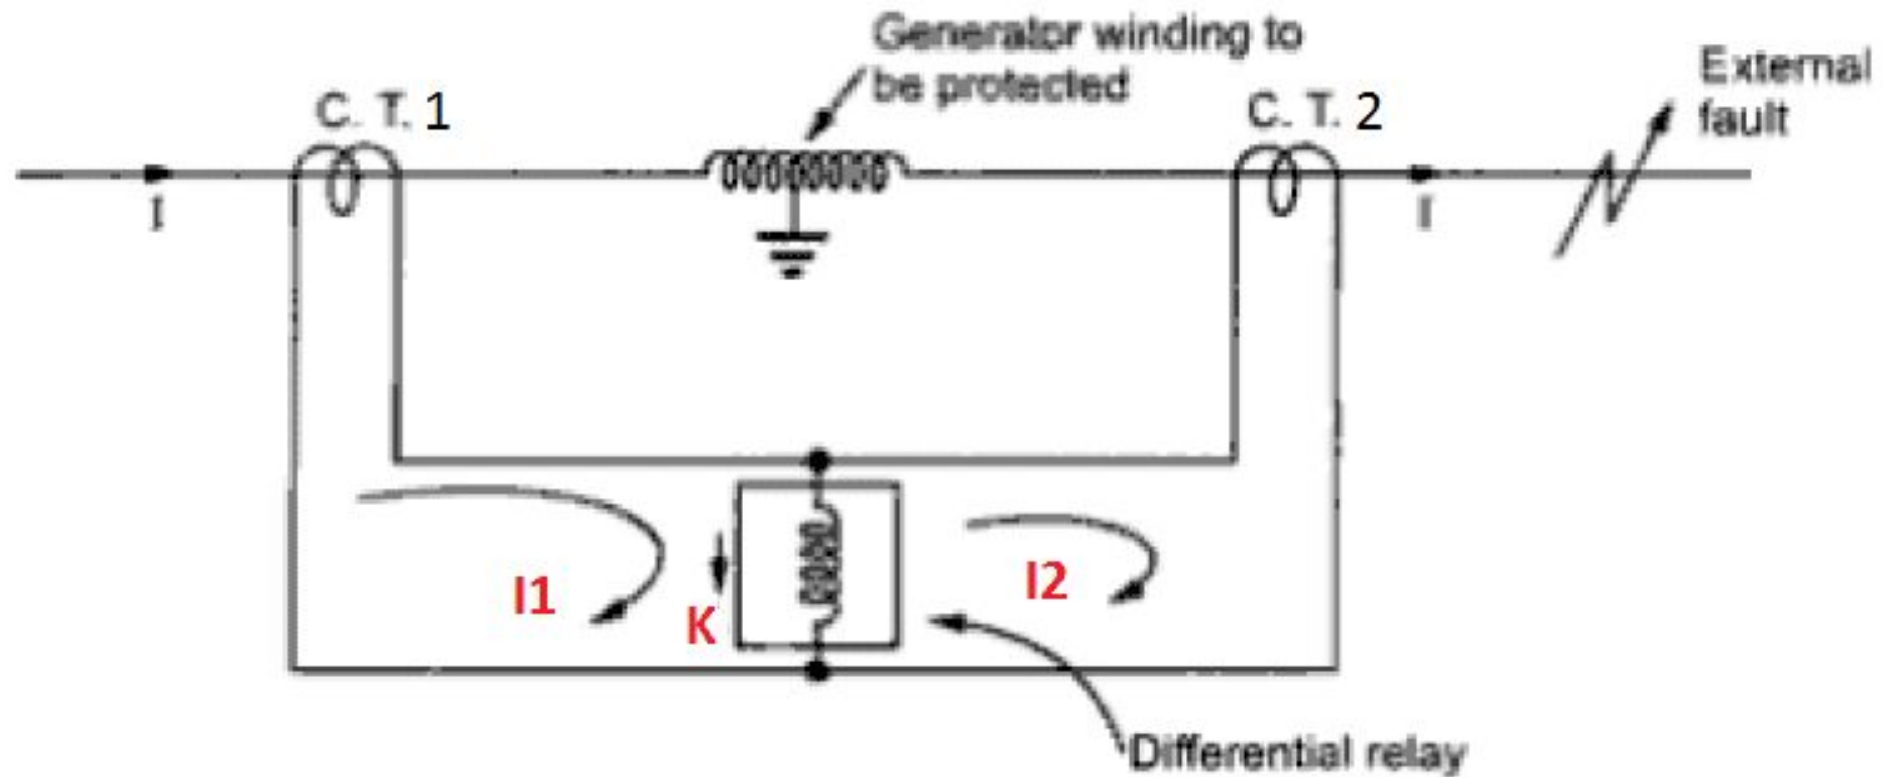 Generator winding to
be protected
External
fault
C. T. 1
C. T. 2
I
I
I1
K
I2
Differential relay